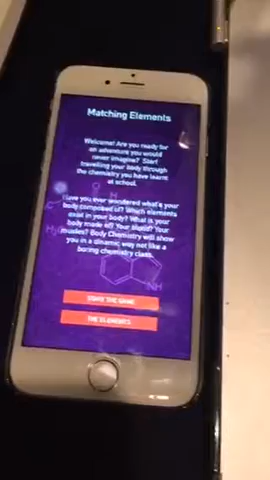 Matching Elements
Welcome! Are you ready for
an adventure you would
never imagine? Start
travelling your body through
the chemistry you have learnt
at school.
Have you ever wondered what's your
body composed of? Which elements
exist in your body? What is your
body made of? Your blood? Your
muscles? Body Chemistry will show
you in a dinamic way not like a
boring chemistry class.
START THE GAME
THE ELEMENTS
NH